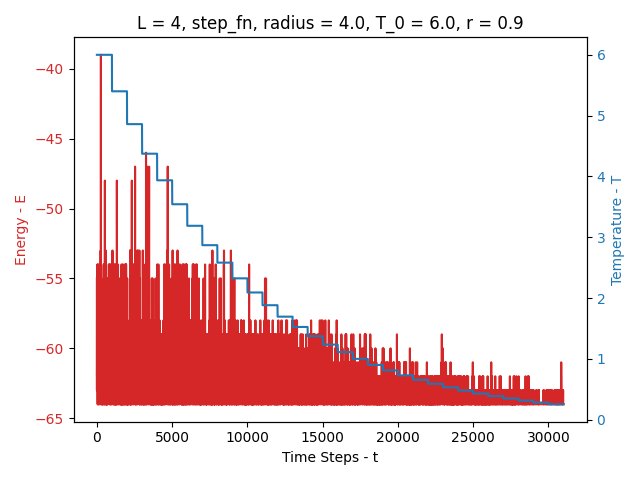 L = 4, step_fn, radius = 4.0, T_0 = 6.0, r = 0.9
Energy - E
−40
−45
−50
−55
−60
−65
6
5
4
3
2
1
0
Temperature - T
0 5000 10000 15000 20000 25000 30000
Time Steps - t